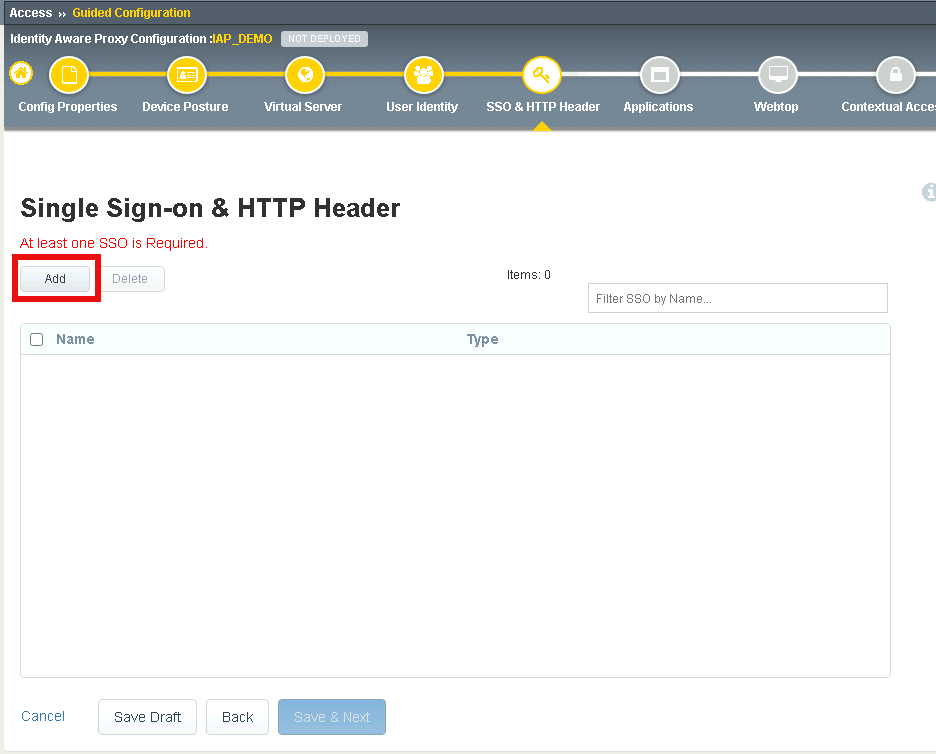 Access ›› Guided Configuration
Identity Aware Proxy Configuration :IAP_DEMO NOT DEPLOYED
Config Properties Device Posture Virtual Server User Identity SSO & HTTP Header Applications Webtop Contextual Acces
Single Sign-on & HTTP Header
At least one SSO is Required.
Add Delete Items: 0
Filter SSO by Name...
Name Type
Cancel Save Draft Back Save & Next